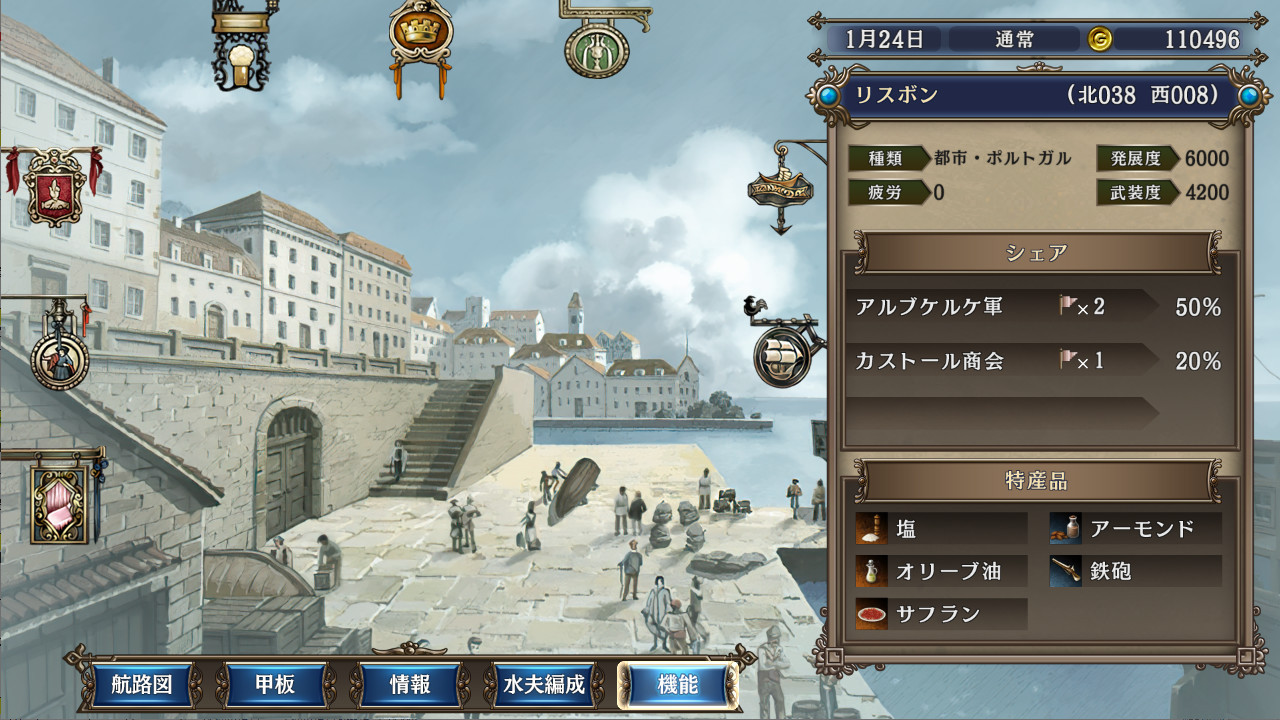 1月24日 通常 G 110496
リスボン (北038 西008)
種類 都市・ポルトガル 発展度 6000
疲労 0 武装度 4200
シェア
アルブケルケ軍 ×2 50%
カストール商会 ×1 20%
特産品
塩 アーモンド
オリーブ油 鉄砲
サフラン
航路図 甲板 情報 水夫編成 機能